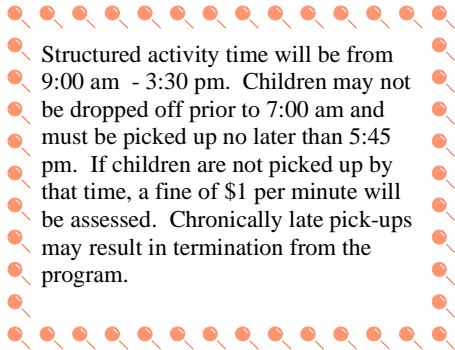 Structured activity time will be from
9:00 am  - 3:30 pm.  Children may not
be dropped off prior to 7:00 am and
must be picked up no later than 5:45
pm.  If children are not picked up by
that time, a fine of $1 per minute will
be assessed.  Chronically late pick-ups
may result in termination from the
program.